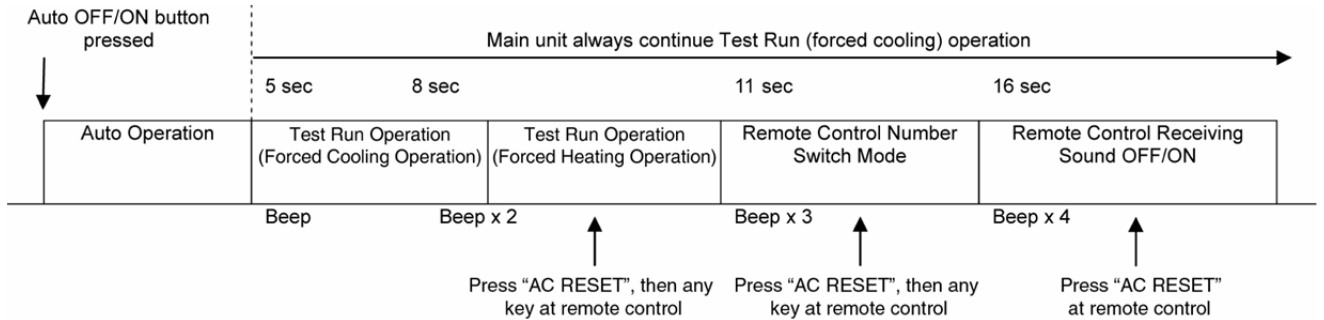 Auto OFF/ON button
pressed
Main unit always continue Test Run (forced cooling) operation
5 sec
8 sec
11 sec
16 sec
Auto Operation
Test Run Operation
(Forced Cooling Operation)
Test Run Operation
(Forced Heating Operation)
Remote Control Number
Switch Mode
Remote Control Receiving
Sound OFF/ON
Beep
Beep x 2
Beep x 3
Beep x 4
Press “AC RESET”, then any
key at remote control
Press “AC RESET”, then any
key at remote control
Press “AC RESET”
at remote control